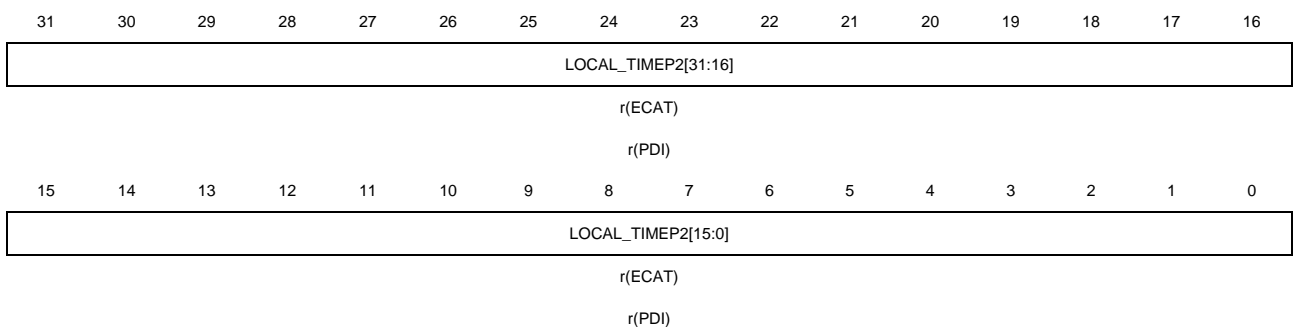 31 30 29 28 27 26 25 24 23 22 21 20 19 18 17 16
LOCAL_TIMEP2[31:16]
r(ECAT)
r(PDI)
15 14 13 12 11 10 9 8 7 6 5 4 3 2 1 0
LOCAL_TIMEP2[15:0]
r(ECAT)
r(PDI)